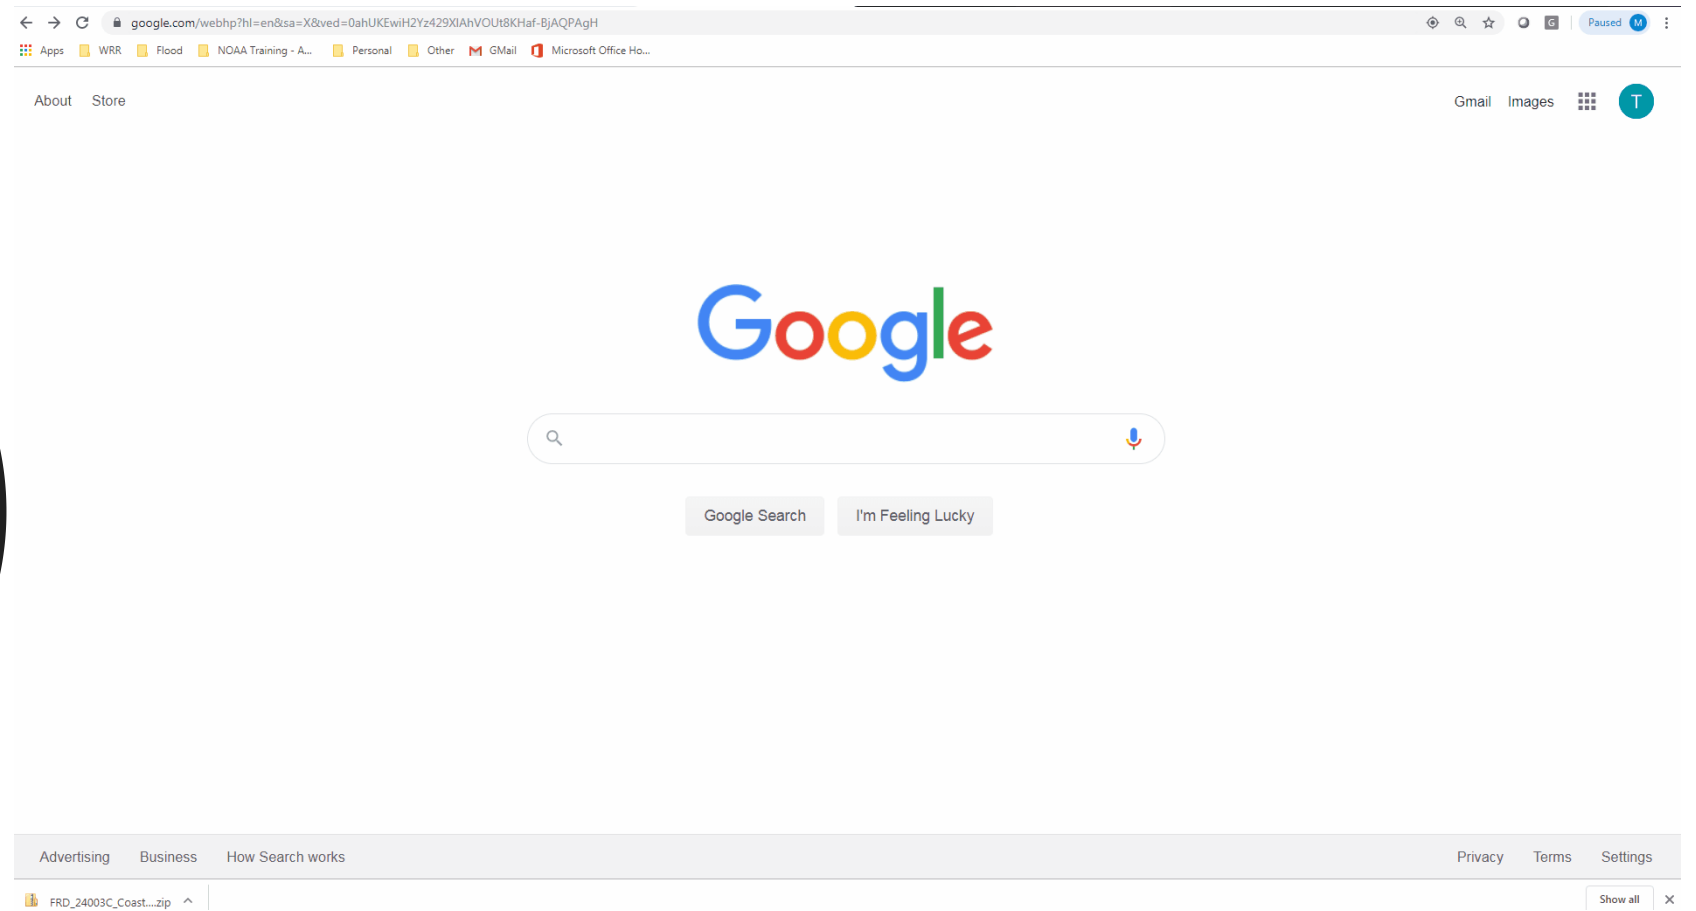 google.com/webhp?hl=en&sa=X&ved=0ahUKEwiH2Yz429XIAhVOUt8KHaf-BjAQPAgH G Paused M
Apps WRR Flood NOAA Training - A... Personal Other GMail Microsoft Office Ho...
About Store Gmail Images T
Google
Google Search I'm Feeling Lucky
Advertising Business How Search works Privacy Terms Settings
FRD_24003C_Coast....zip Show all